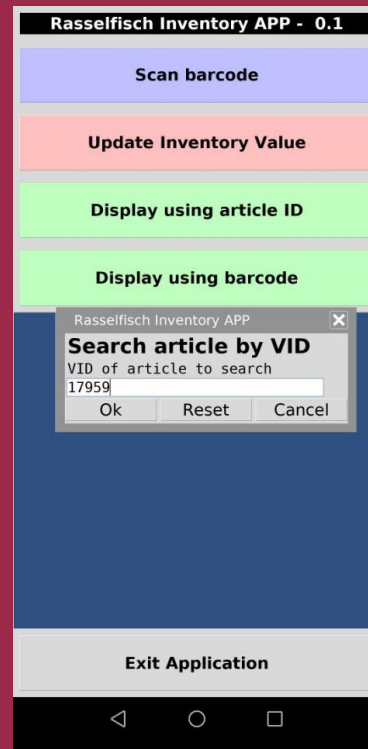 Rasselfisch Inventory APP - 0.1
Scan barcode
Update Inventory Value
Display using article ID
Display using barcode
Rasselfisch Inventory APP
Search article by VID
VID of article to search
17959
Ok Reset Cancel
Exit Application